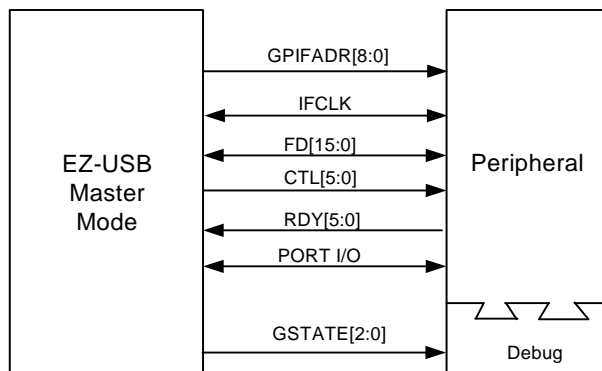 GPIFADR[8:0]
IFCLK
FD[15:0]
EZ-USB
Master
Mode
Peripheral
CTL[5:0]
RDY[5:0]
PORT I/O
GSTATE[2:0]
Debug